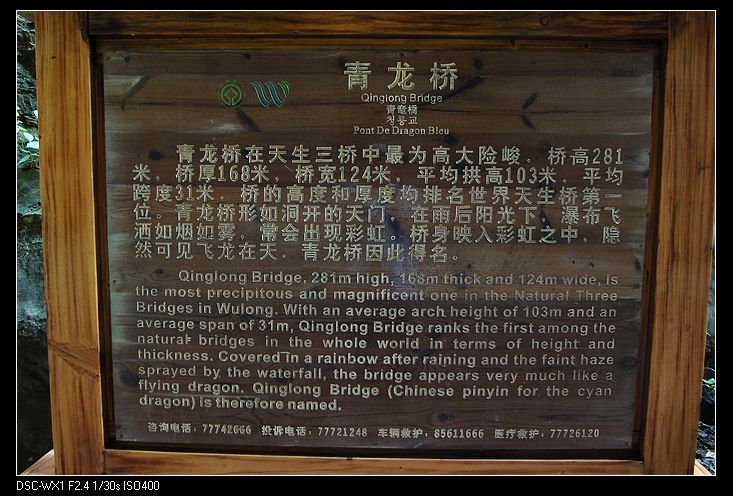 青龙桥
Qinglong Bridge
青竜橋
청룡교
Pont De Dragon Bleu
青龙桥在天生三桥中最为高大险峻。桥高281
米，桥厚168米，桥宽124米，平均拱高103米，平均
跨度31米，桥的高度和厚度均排名世界天生桥第一
位。青龙桥形如洞开的天门，在雨后阳光下，瀑布飞
洒如烟如雾，常会出现彩虹。桥身映入彩虹之中，隐
然可见飞龙在天，青龙桥因此得名。
Qinglong Bridge, 281m high, 168m thick and 124m wide, is
the most precipitous and magnificent one in the Natural Three
Bridges in Wulong. With an average arch height of 103m and an
average span of 31m, Qinglong Bridge ranks the first among the
natural bridges in the whole world in terms of height and
thickness. Covered in a rainbow after raining and the faint haze
sprayed by the waterfall, the bridge appears very much like a
flying dragon. Qinglong Bridge (Chinese pinyin for the cyan
dragon) is therefore named.
咨询电话：77742666 投诉电话：77721248 车辆救护：85611666 医疗救护：77726120
DSC-WX1 F2.4 1/30s ISO400